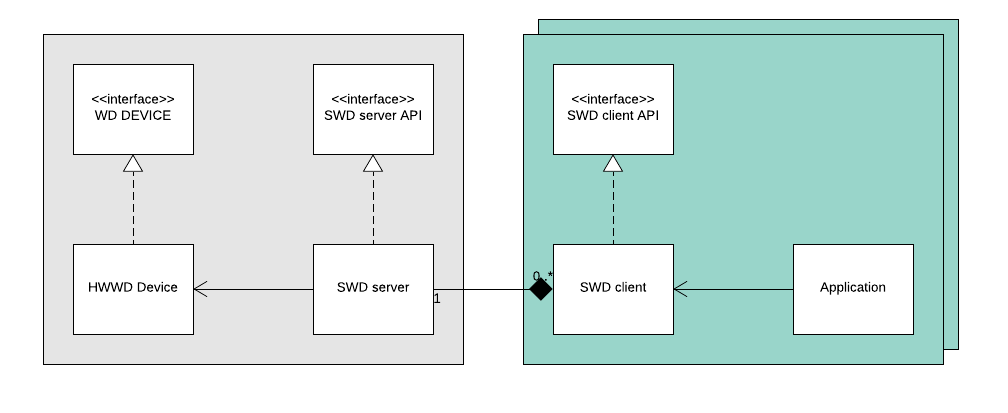 <<interface>>
WD DEVICE
<<interface>>
SWD server API
<<interface>>
SWD client API
HWWD Device
SWD server
1
0..*
SWD client
Application